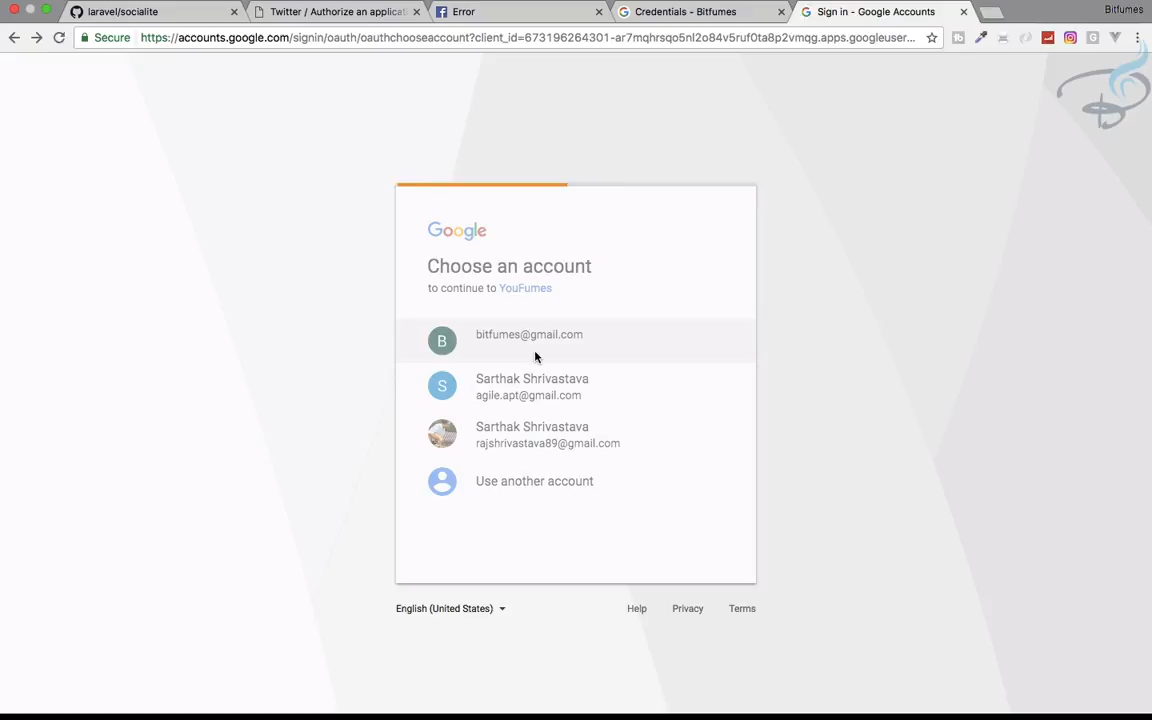 laravel/socialite
Twitter / Authorize an applicati
Error
Credentials - Bitfumes
Sign in - Google Accounts
Bitfumes
Secure
https://accounts.google.com/signin/oauth/oauthchooseaccount?client_id=673196264301-ar7mqhrsqo5nl2o84v5ruf0ta8p2vmqg.apps.googleuser...
Google
Choose an account
to continue to YouFumes
B
bitfumes@gmail.com
S
Sarthak Shrivastava
agile.apt@gmail.com
Sarthak Shrivastava
rajshrivastava89@gmail.com
Use another account
English (United States)
Help
Privacy
Terms